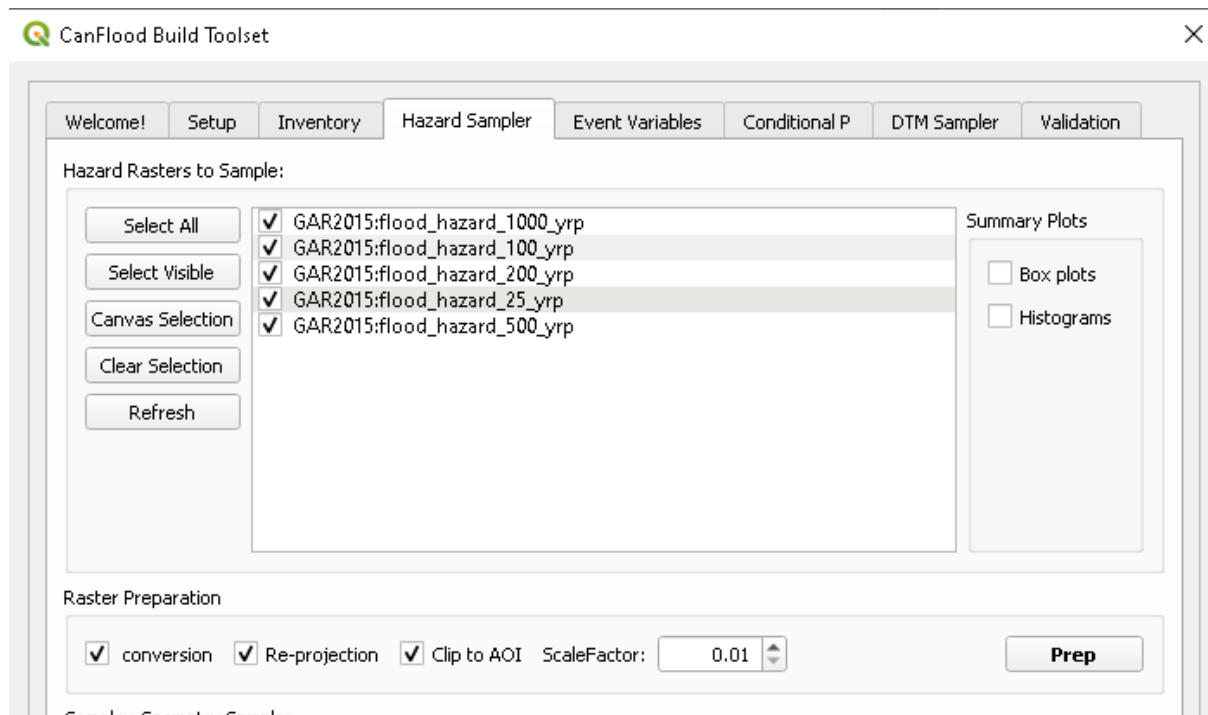 CanFlood Build Toolset
Welcome! Setup Inventory Hazard Sampler Event Variables Conditional P DTM Sampler Validation
Hazard Rasters to Sample:
Select All
Select Visible
Canvas Selection
Clear Selection
Refresh
GAR2015:flood_hazard_1000_yrp
GAR2015:flood_hazard_100_yrp
GAR2015:flood_hazard_200_yrp
GAR2015:flood_hazard_25_yrp
GAR2015:flood_hazard_500_yrp
Summary Plots
Box plots
Histograms
Raster Preparation
conversion Re-projection Clip to AOI ScaleFactor: 0.01 Prep